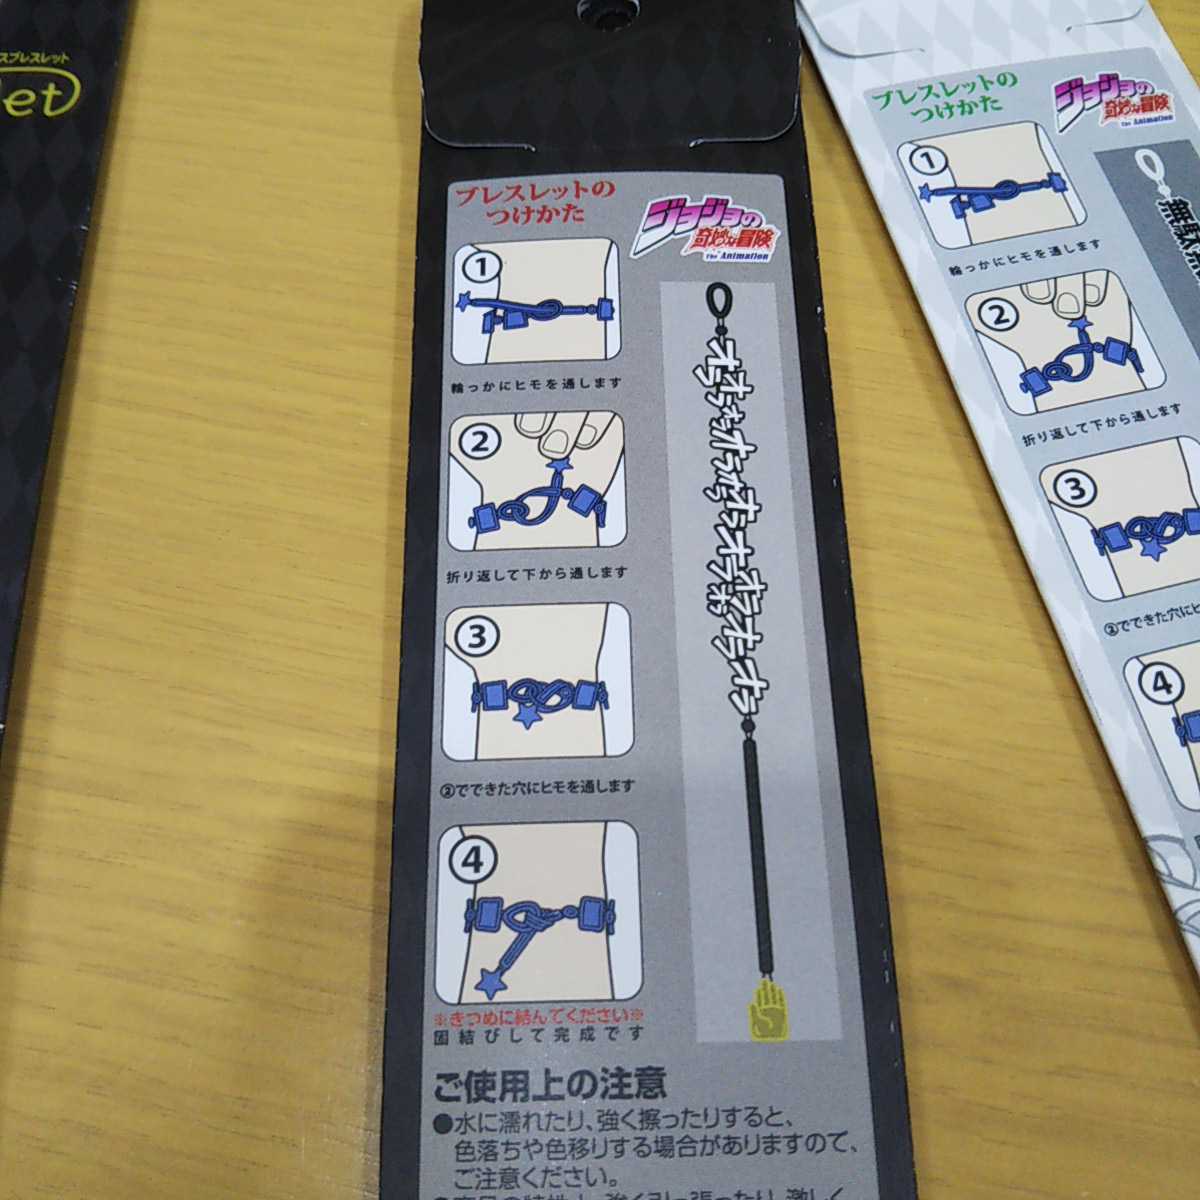 スブレスレット
et
ブレスレットの
つけかた
ジョジョの
奇妙な冒険
The Animation
①
輪っかにヒモを通します
②
折り返して下から通します
③
②でできた穴にヒモを通します
④
※きつめに結んでください※
固結びして完成です
オラオラオラオラオラオラオラオラオラオラオラ
ご使用上の注意
●水に濡れたり、強く擦ったりすると、
色落ちや色移りする場合がありますので、
ご注意ください。
ブレスレットの
つけかた
ジョジョの
奇妙な冒険
The Animation
①
輪っかにヒモを通します
②
折り返して下から通します
③
②でできた穴にヒ
④
無駄無